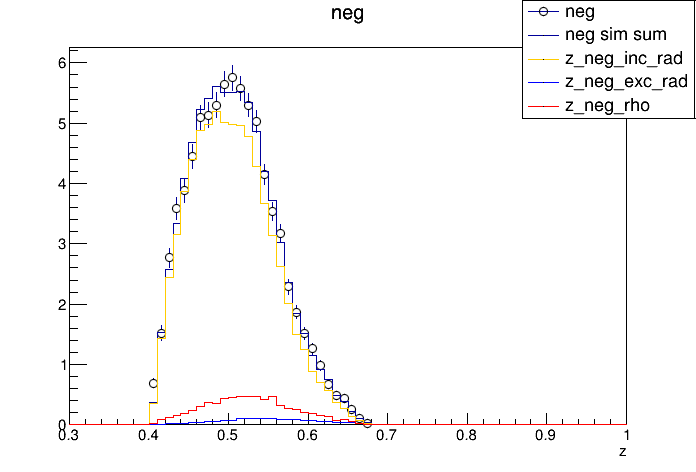 neg
neg
neg sim sum
z_neg_inc_rad
z_neg_exc_rad
z_neg_rho
6
5
4
3
2
1
0
0.3 0.4 0.5 0.6 0.7 0.8 0.9 1
z